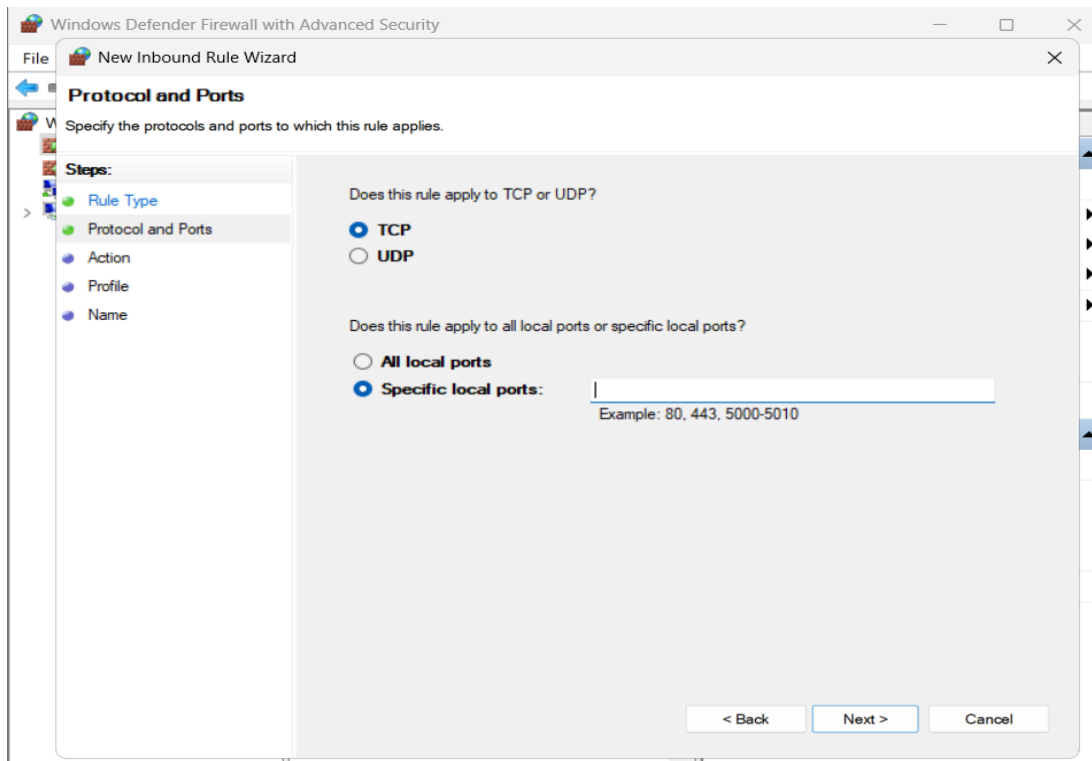 Windows Defender Firewall with Advanced Security
File
New Inbound Rule Wizard
Protocol and Ports
Specify the protocols and ports to which this rule applies.
Steps:
Rule Type
Protocol and Ports
Action
Profile
Name
Does this rule apply to TCP or UDP?
TCP
UDP
Does this rule apply to all local ports or specific local ports?
All local ports
Specific local ports:
Example: 80, 443, 5000-5010
< Back
Next >
Cancel